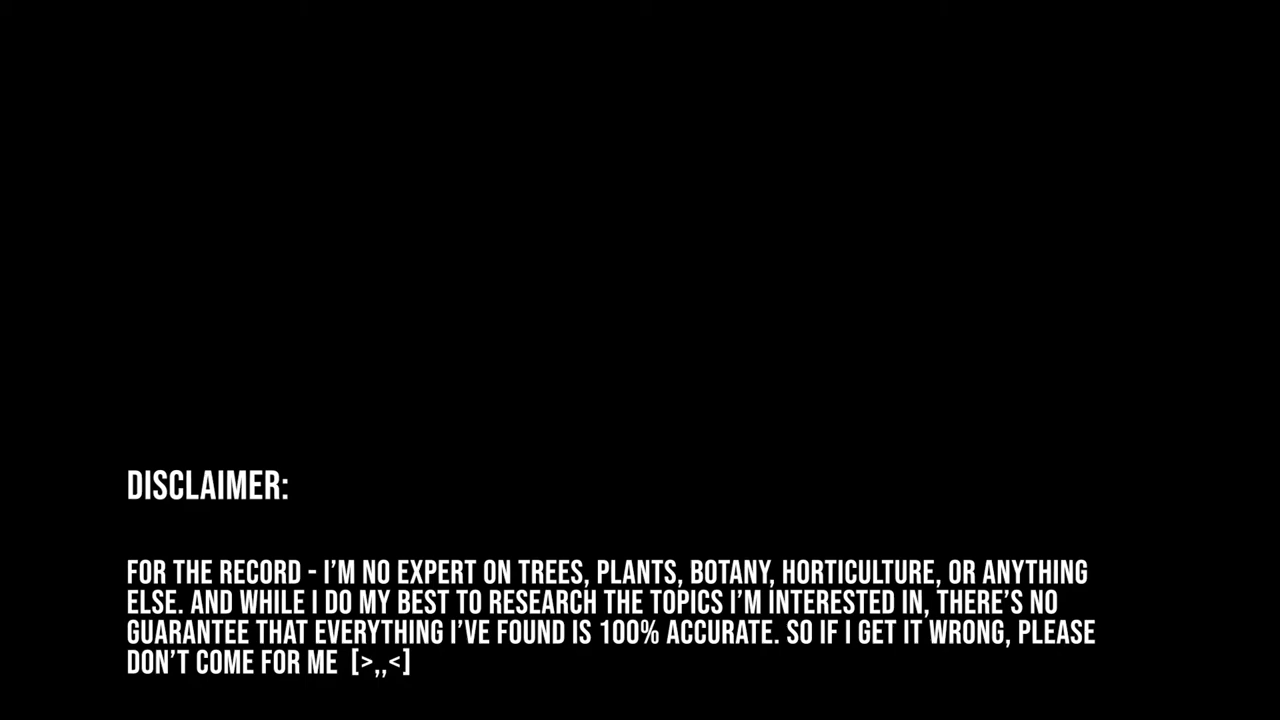 DISCLAIMER:
FOR THE RECORD - I'M NO EXPERT ON TREES, PLANTS, BOTANY, HORTICULTURE, OR ANYTHING
ELSE. AND WHILE I DO MY BEST TO RESEARCH THE TOPICS I'M INTERESTED IN, THERE'S NO
GUARANTEE THAT EVERYTHING I'VE FOUND IS 100% ACCURATE. SO IF I GET IT WRONG, PLEASE
DON'T COME FOR ME [>,,<]